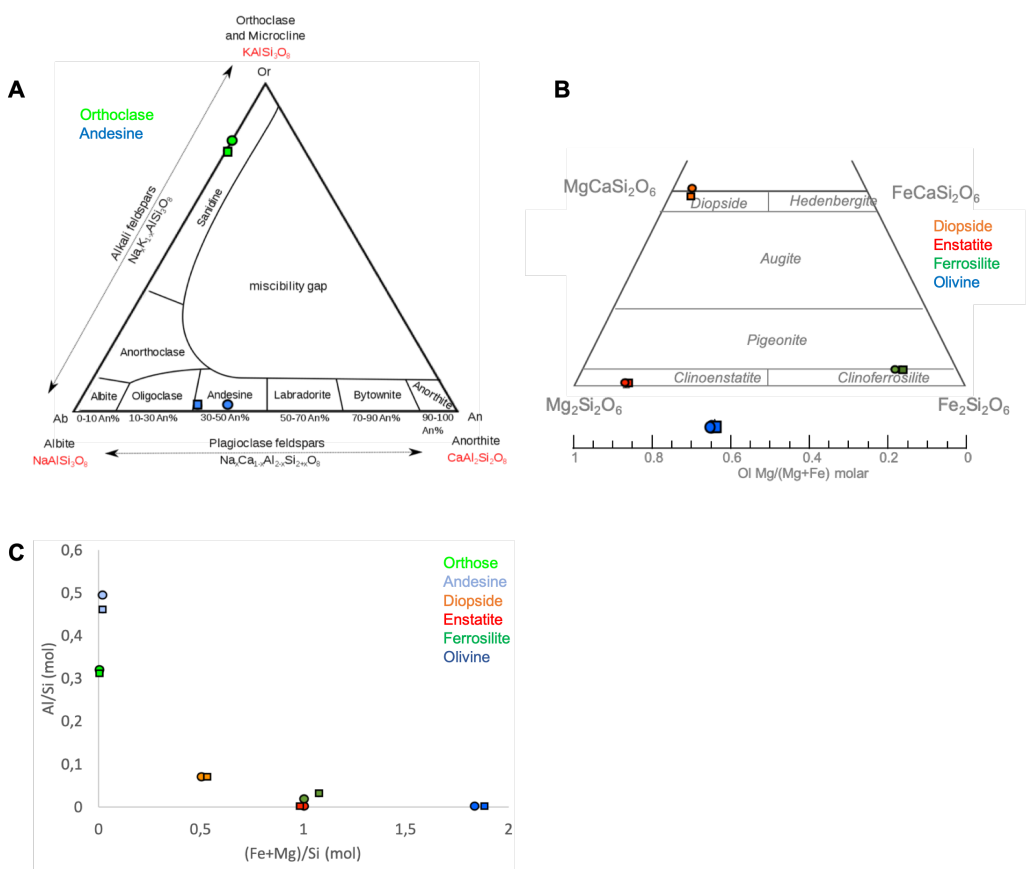 Orthoclase
and Microcline
KAlSi₃O₈
Or
A
Orthoclase
Andesine
Alkali feldspars
NaₓK₁₋ₓAlSi₃O₈
Sanidine
miscibility gap
Anorthoclase
Albite
Oligoclase
Andesine
Labradorite
Bytownite
Anorthite
Ab
0-10 An%
10-30 An%
30-50 An%
50-70 An%
70-90 An%
90-100
An%
An
Albite
NaAlSi₃O₈
Plagioclase feldspars
NaₓCa₁₋ₓAl₂₋ₓSi₂₊ₓO₈
Anorthite
CaAl₂Si₂O₈
B
MgCaSi₂O₆
FeCaSi₂O₆
Diopside
Hedenbergite
Diopside
Enstatite
Ferrosilite
Olivine
Augite
Pigeonite
Clinoenstatite
Clinoferrosilite
Mg₂Si₂O₆
Fe₂Si₂O₆
1
0.8
0.6
0.4
0.2
0
Ol Mg/(Mg+Fe) molar
C
0,6
0,5
0,4
0,3
0,2
0,1
0
Al/Si (mol)
Orthose
Andesine
Diopside
Enstatite
Ferrosilite
Olivine
0
0,5
1
1,5
2
(Fe+Mg)/Si (mol)